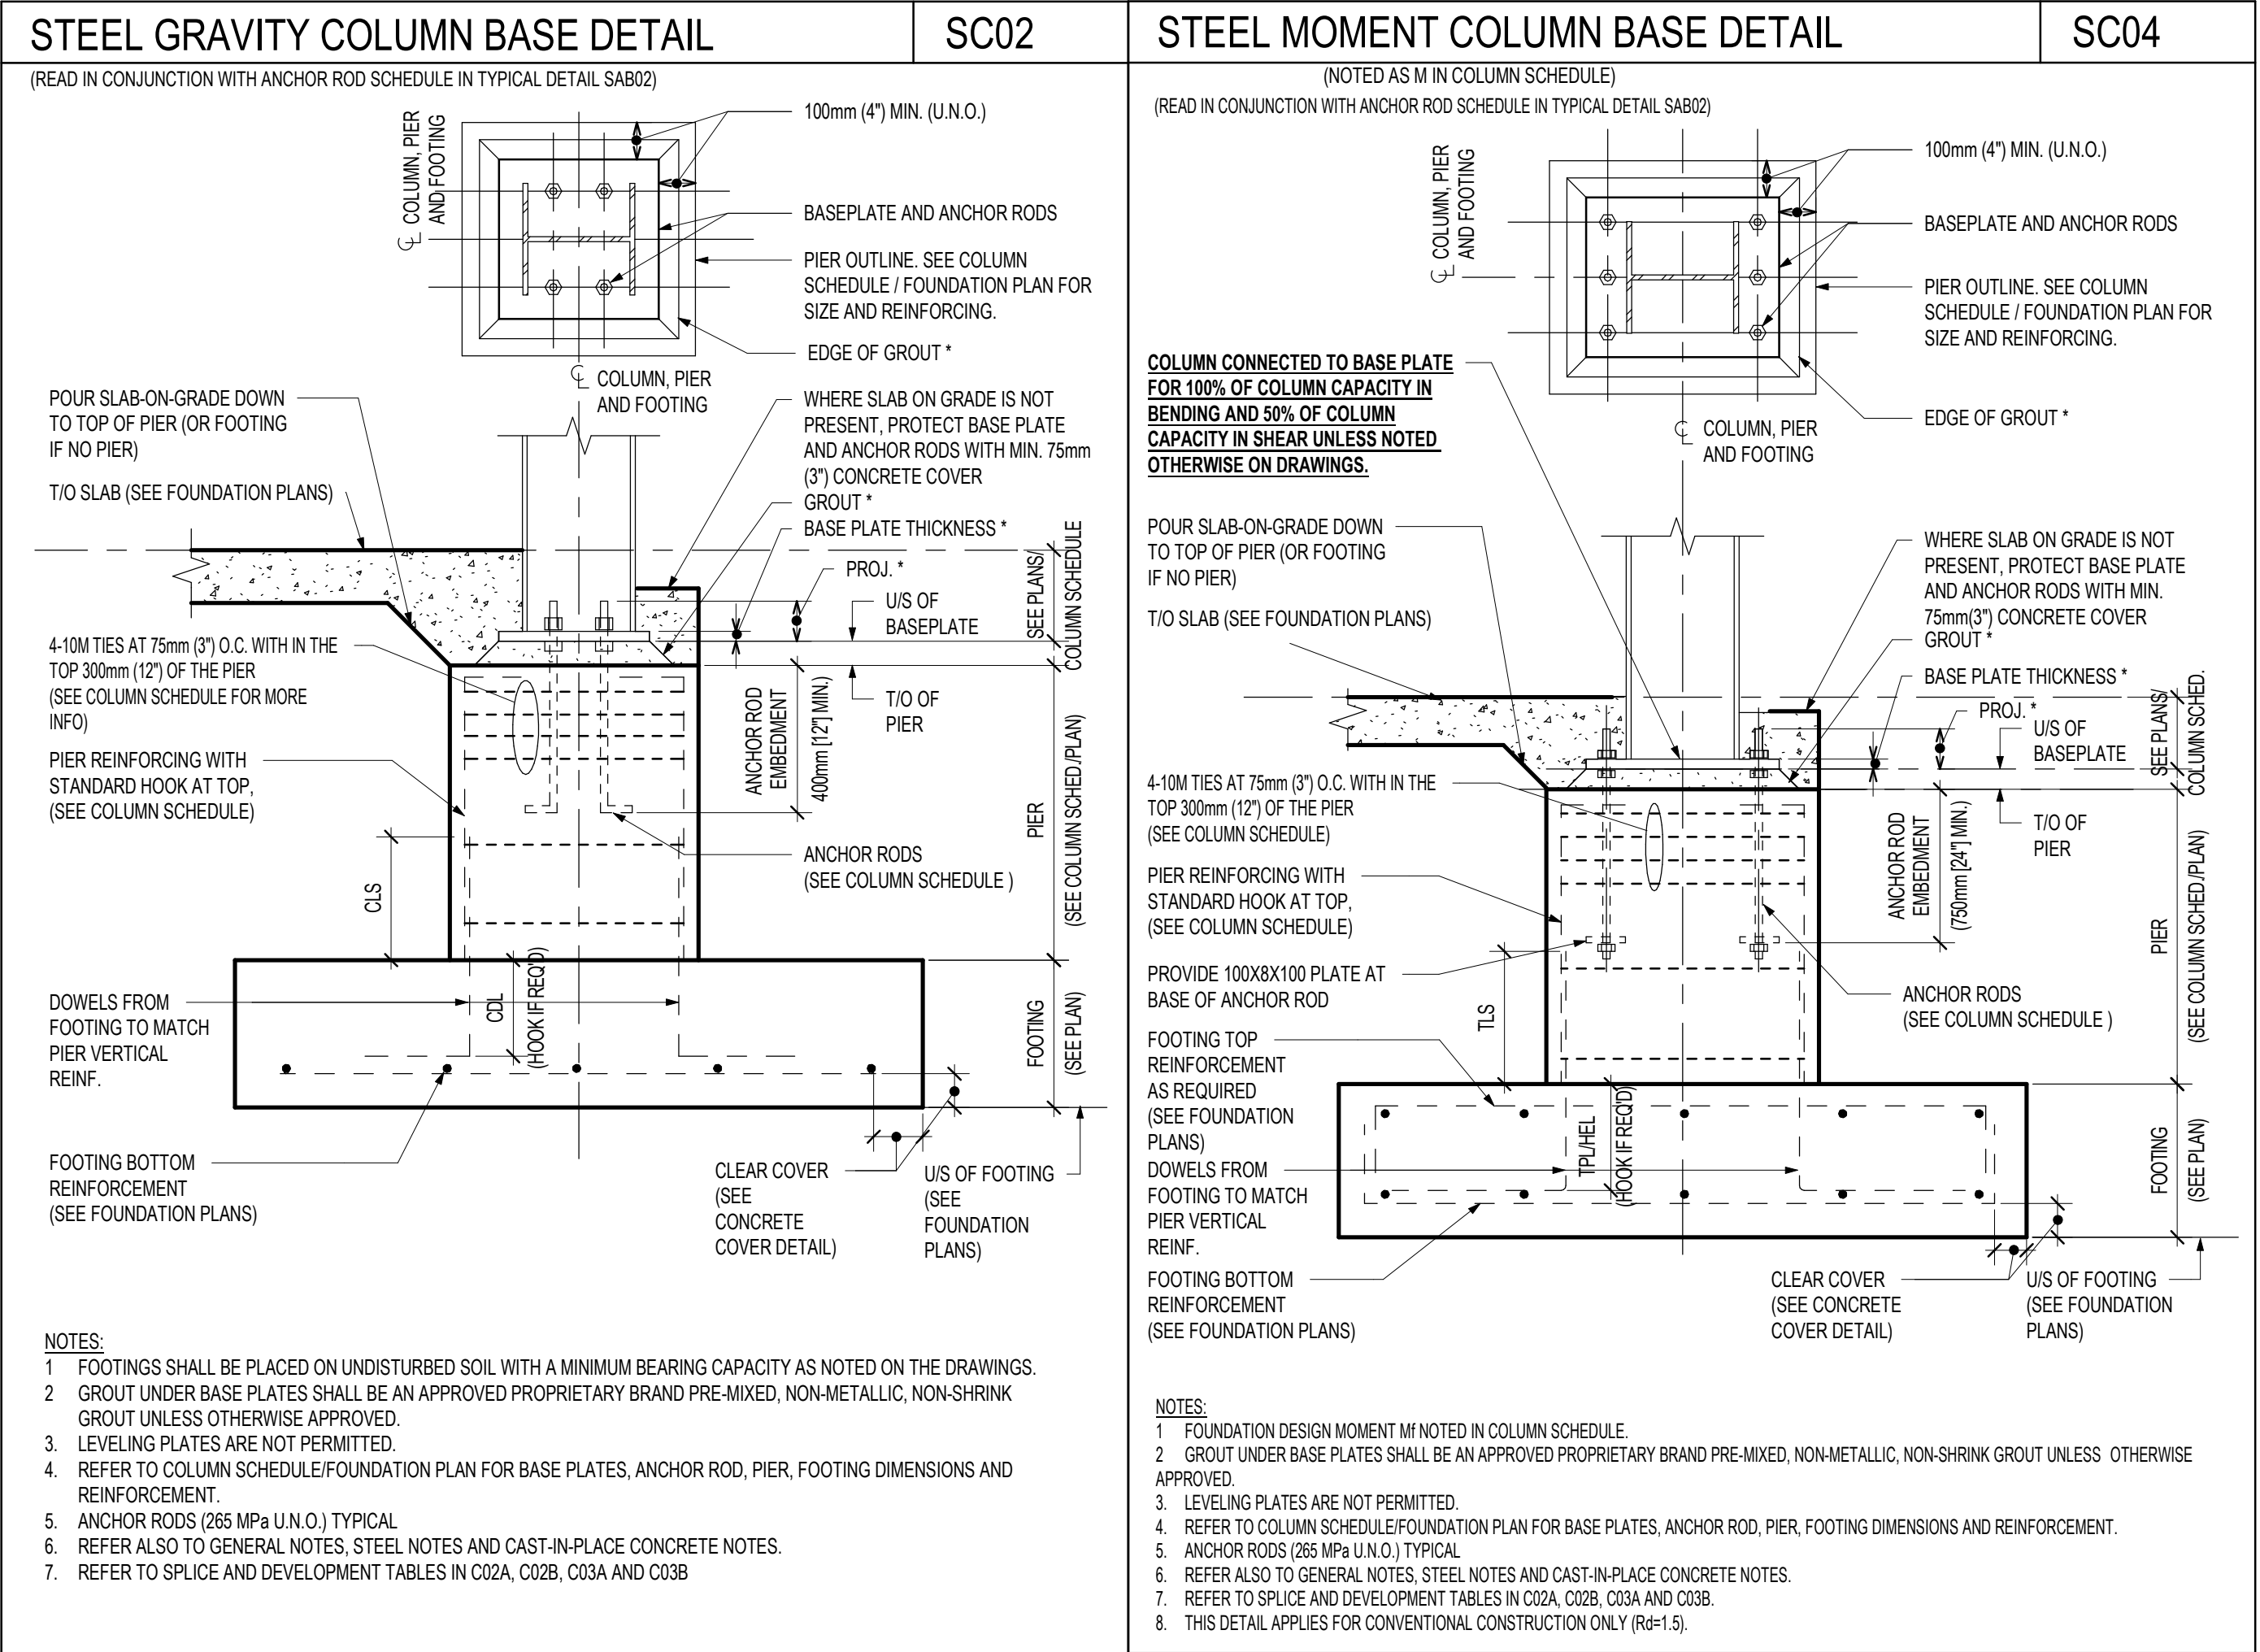 STEEL GRAVITY COLUMN BASE DETAIL
SC02
(READ IN CONJUNCTION WITH ANCHOR ROD SCHEDULE IN TYPICAL DETAIL SAB02)
℄ COLUMN, PIER
AND FOOTING
100mm (4") MIN. (U.N.O.)
BASEPLATE AND ANCHOR RODS
PIER OUTLINE. SEE COLUMN
SCHEDULE / FOUNDATION PLAN FOR
SIZE AND REINFORCING.
EDGE OF GROUT *
℄ COLUMN, PIER
AND FOOTING
POUR SLAB-ON-GRADE DOWN
TO TOP OF PIER (OR FOOTING
IF NO PIER)
T/O SLAB (SEE FOUNDATION PLANS)
WHERE SLAB ON GRADE IS NOT
PRESENT, PROTECT BASE PLATE
AND ANCHOR RODS WITH MIN. 75mm
(3") CONCRETE COVER
GROUT *
BASE PLATE THICKNESS *
PROJ. *
U/S OF
BASEPLATE
SEE PLANS/
COLUMN SCHEDULE
4-10M TIES AT 75mm (3") O.C. WITH IN THE
TOP 300mm (12") OF THE PIER
(SEE COLUMN SCHEDULE FOR MORE
INFO)
T/O OF
PIER
ANCHOR ROD
EMBEDMENT
400mm [12"] MIN.)
PIER REINFORCING WITH
STANDARD HOOK AT TOP,
(SEE COLUMN SCHEDULE)
PIER
(SEE COLUMN SCHED./PLAN)
ANCHOR RODS
(SEE COLUMN SCHEDULE )
CLS
CDL
(HOOK IF REQ'D)
DOWELS FROM
FOOTING TO MATCH
PIER VERTICAL
REINF.
FOOTING
(SEE PLAN)
FOOTING BOTTOM
REINFORCEMENT
(SEE FOUNDATION PLANS)
CLEAR COVER
(SEE
CONCRETE
COVER DETAIL)
U/S OF FOOTING
(SEE
FOUNDATION
PLANS)
NOTES:
1 FOOTINGS SHALL BE PLACED ON UNDISTURBED SOIL WITH A MINIMUM BEARING CAPACITY AS NOTED ON THE DRAWINGS.
2 GROUT UNDER BASE PLATES SHALL BE AN APPROVED PROPRIETARY BRAND PRE-MIXED, NON-METALLIC, NON-SHRINK
GROUT UNLESS OTHERWISE APPROVED.
3. LEVELING PLATES ARE NOT PERMITTED.
4. REFER TO COLUMN SCHEDULE/FOUNDATION PLAN FOR BASE PLATES, ANCHOR ROD, PIER, FOOTING DIMENSIONS AND
REINFORCEMENT.
5. ANCHOR RODS (265 MPa U.N.O.) TYPICAL
6. REFER ALSO TO GENERAL NOTES, STEEL NOTES AND CAST-IN-PLACE CONCRETE NOTES.
7. REFER TO SPLICE AND DEVELOPMENT TABLES IN C02A, C02B, C03A AND C03B
STEEL MOMENT COLUMN BASE DETAIL
SC04
(NOTED AS M IN COLUMN SCHEDULE)
(READ IN CONJUNCTION WITH ANCHOR ROD SCHEDULE IN TYPICAL DETAIL SAB02)
℄ COLUMN, PIER
AND FOOTING
100mm (4") MIN. (U.N.O.)
BASEPLATE AND ANCHOR RODS
PIER OUTLINE. SEE COLUMN
SCHEDULE / FOUNDATION PLAN FOR
SIZE AND REINFORCING.
EDGE OF GROUT *
℄ COLUMN, PIER
AND FOOTING
COLUMN CONNECTED TO BASE PLATE
FOR 100% OF COLUMN CAPACITY IN
BENDING AND 50% OF COLUMN
CAPACITY IN SHEAR UNLESS NOTED
OTHERWISE ON DRAWINGS.
POUR SLAB-ON-GRADE DOWN
TO TOP OF PIER (OR FOOTING
IF NO PIER)
T/O SLAB (SEE FOUNDATION PLANS)
WHERE SLAB ON GRADE IS NOT
PRESENT, PROTECT BASE PLATE
AND ANCHOR RODS WITH MIN.
75mm(3") CONCRETE COVER
GROUT *
BASE PLATE THICKNESS *
PROJ. *
U/S OF
BASEPLATE
SEE PLANS/
COLUMN SCHED.
4-10M TIES AT 75mm (3") O.C. WITH IN THE
TOP 300mm (12") OF THE PIER
(SEE COLUMN SCHEDULE)
T/O OF
PIER
ANCHOR ROD
EMBEDMENT
(750mm [24"] MIN.)
PIER REINFORCING WITH
STANDARD HOOK AT TOP,
(SEE COLUMN SCHEDULE)
PIER
(SEE COLUMN SCHED./PLAN)
PROVIDE 100X8X100 PLATE AT
BASE OF ANCHOR ROD
ANCHOR RODS
(SEE COLUMN SCHEDULE )
TLS
FOOTING TOP
REINFORCEMENT
AS REQUIRED
(SEE FOUNDATION
PLANS)
TPL/HEL
(HOOK IF REQ'D)
DOWELS FROM
FOOTING TO MATCH
PIER VERTICAL
REINF.
FOOTING
(SEE PLAN)
FOOTING BOTTOM
REINFORCEMENT
(SEE FOUNDATION PLANS)
CLEAR COVER
(SEE CONCRETE
COVER DETAIL)
U/S OF FOOTING
(SEE FOUNDATION
PLANS)
NOTES:
1 FOUNDATION DESIGN MOMENT Mf NOTED IN COLUMN SCHEDULE.
2 GROUT UNDER BASE PLATES SHALL BE AN APPROVED PROPRIETARY BRAND PRE-MIXED, NON-METALLIC, NON-SHRINK GROUT UNLESS OTHERWISE
APPROVED.
3. LEVELING PLATES ARE NOT PERMITTED.
4. REFER TO COLUMN SCHEDULE/FOUNDATION PLAN FOR BASE PLATES, ANCHOR ROD, PIER, FOOTING DIMENSIONS AND REINFORCEMENT.
5. ANCHOR RODS (265 MPa U.N.O.) TYPICAL
6. REFER ALSO TO GENERAL NOTES, STEEL NOTES AND CAST-IN-PLACE CONCRETE NOTES.
7. REFER TO SPLICE AND DEVELOPMENT TABLES IN C02A, C02B, C03A AND C03B.
8. THIS DETAIL APPLIES FOR CONVENTIONAL CONSTRUCTION ONLY (Rd=1.5).